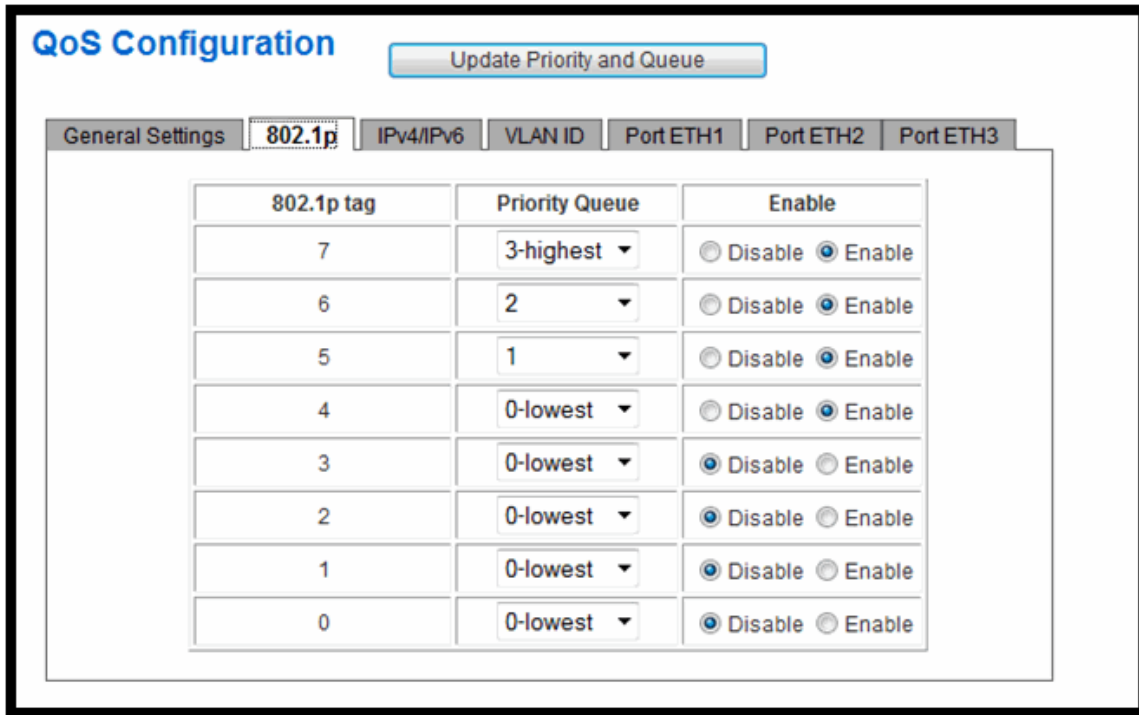 QoS Configuration
Update Priority and Queue
General Settings 802.1p IPv4/IPv6 VLAN ID Port ETH1 Port ETH2 Port ETH3
802.1p tag Priority Queue Enable
7 3-highest Disable Enable
6 2 Disable Enable
5 1 Disable Enable
4 0-lowest Disable Enable
3 0-lowest Disable Enable
2 0-lowest Disable Enable
1 0-lowest Disable Enable
0 0-lowest Disable Enable